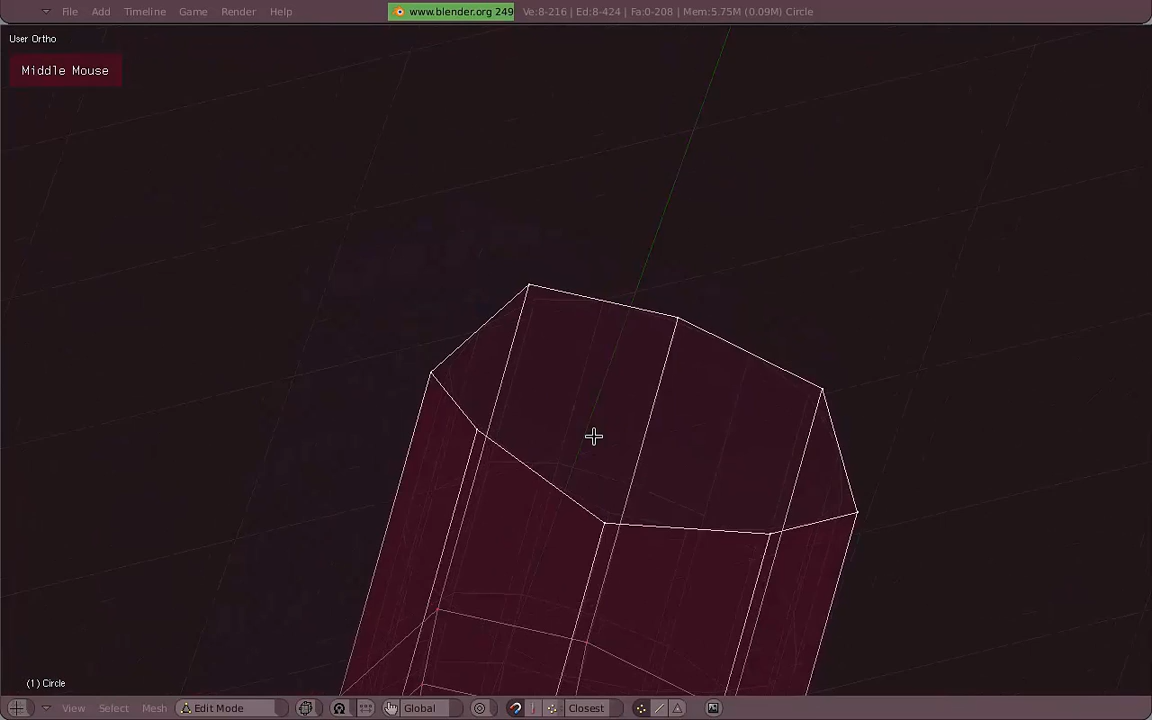 File Add Timeline Game Render Help www.blender.org 249 Ve:8-216 | Ed:8-424 | Fa:0-208 | Mem:5.75M (0.09M) Circle
User Ortho
Middle Mouse
(1) Circle
View Select Mesh Edit Mode Global Closest